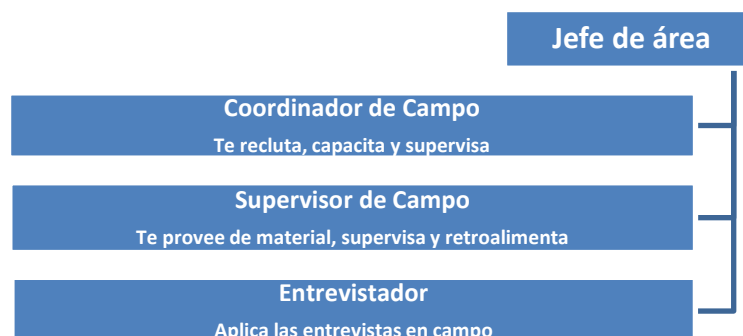 Jefe de área
Coordinador de Campo
Te recluta, capacita y supervisa
Supervisor de Campo
Te provee de material, supervisa y retroalimenta
Entrevistador
Aplica las entrevistas en campo